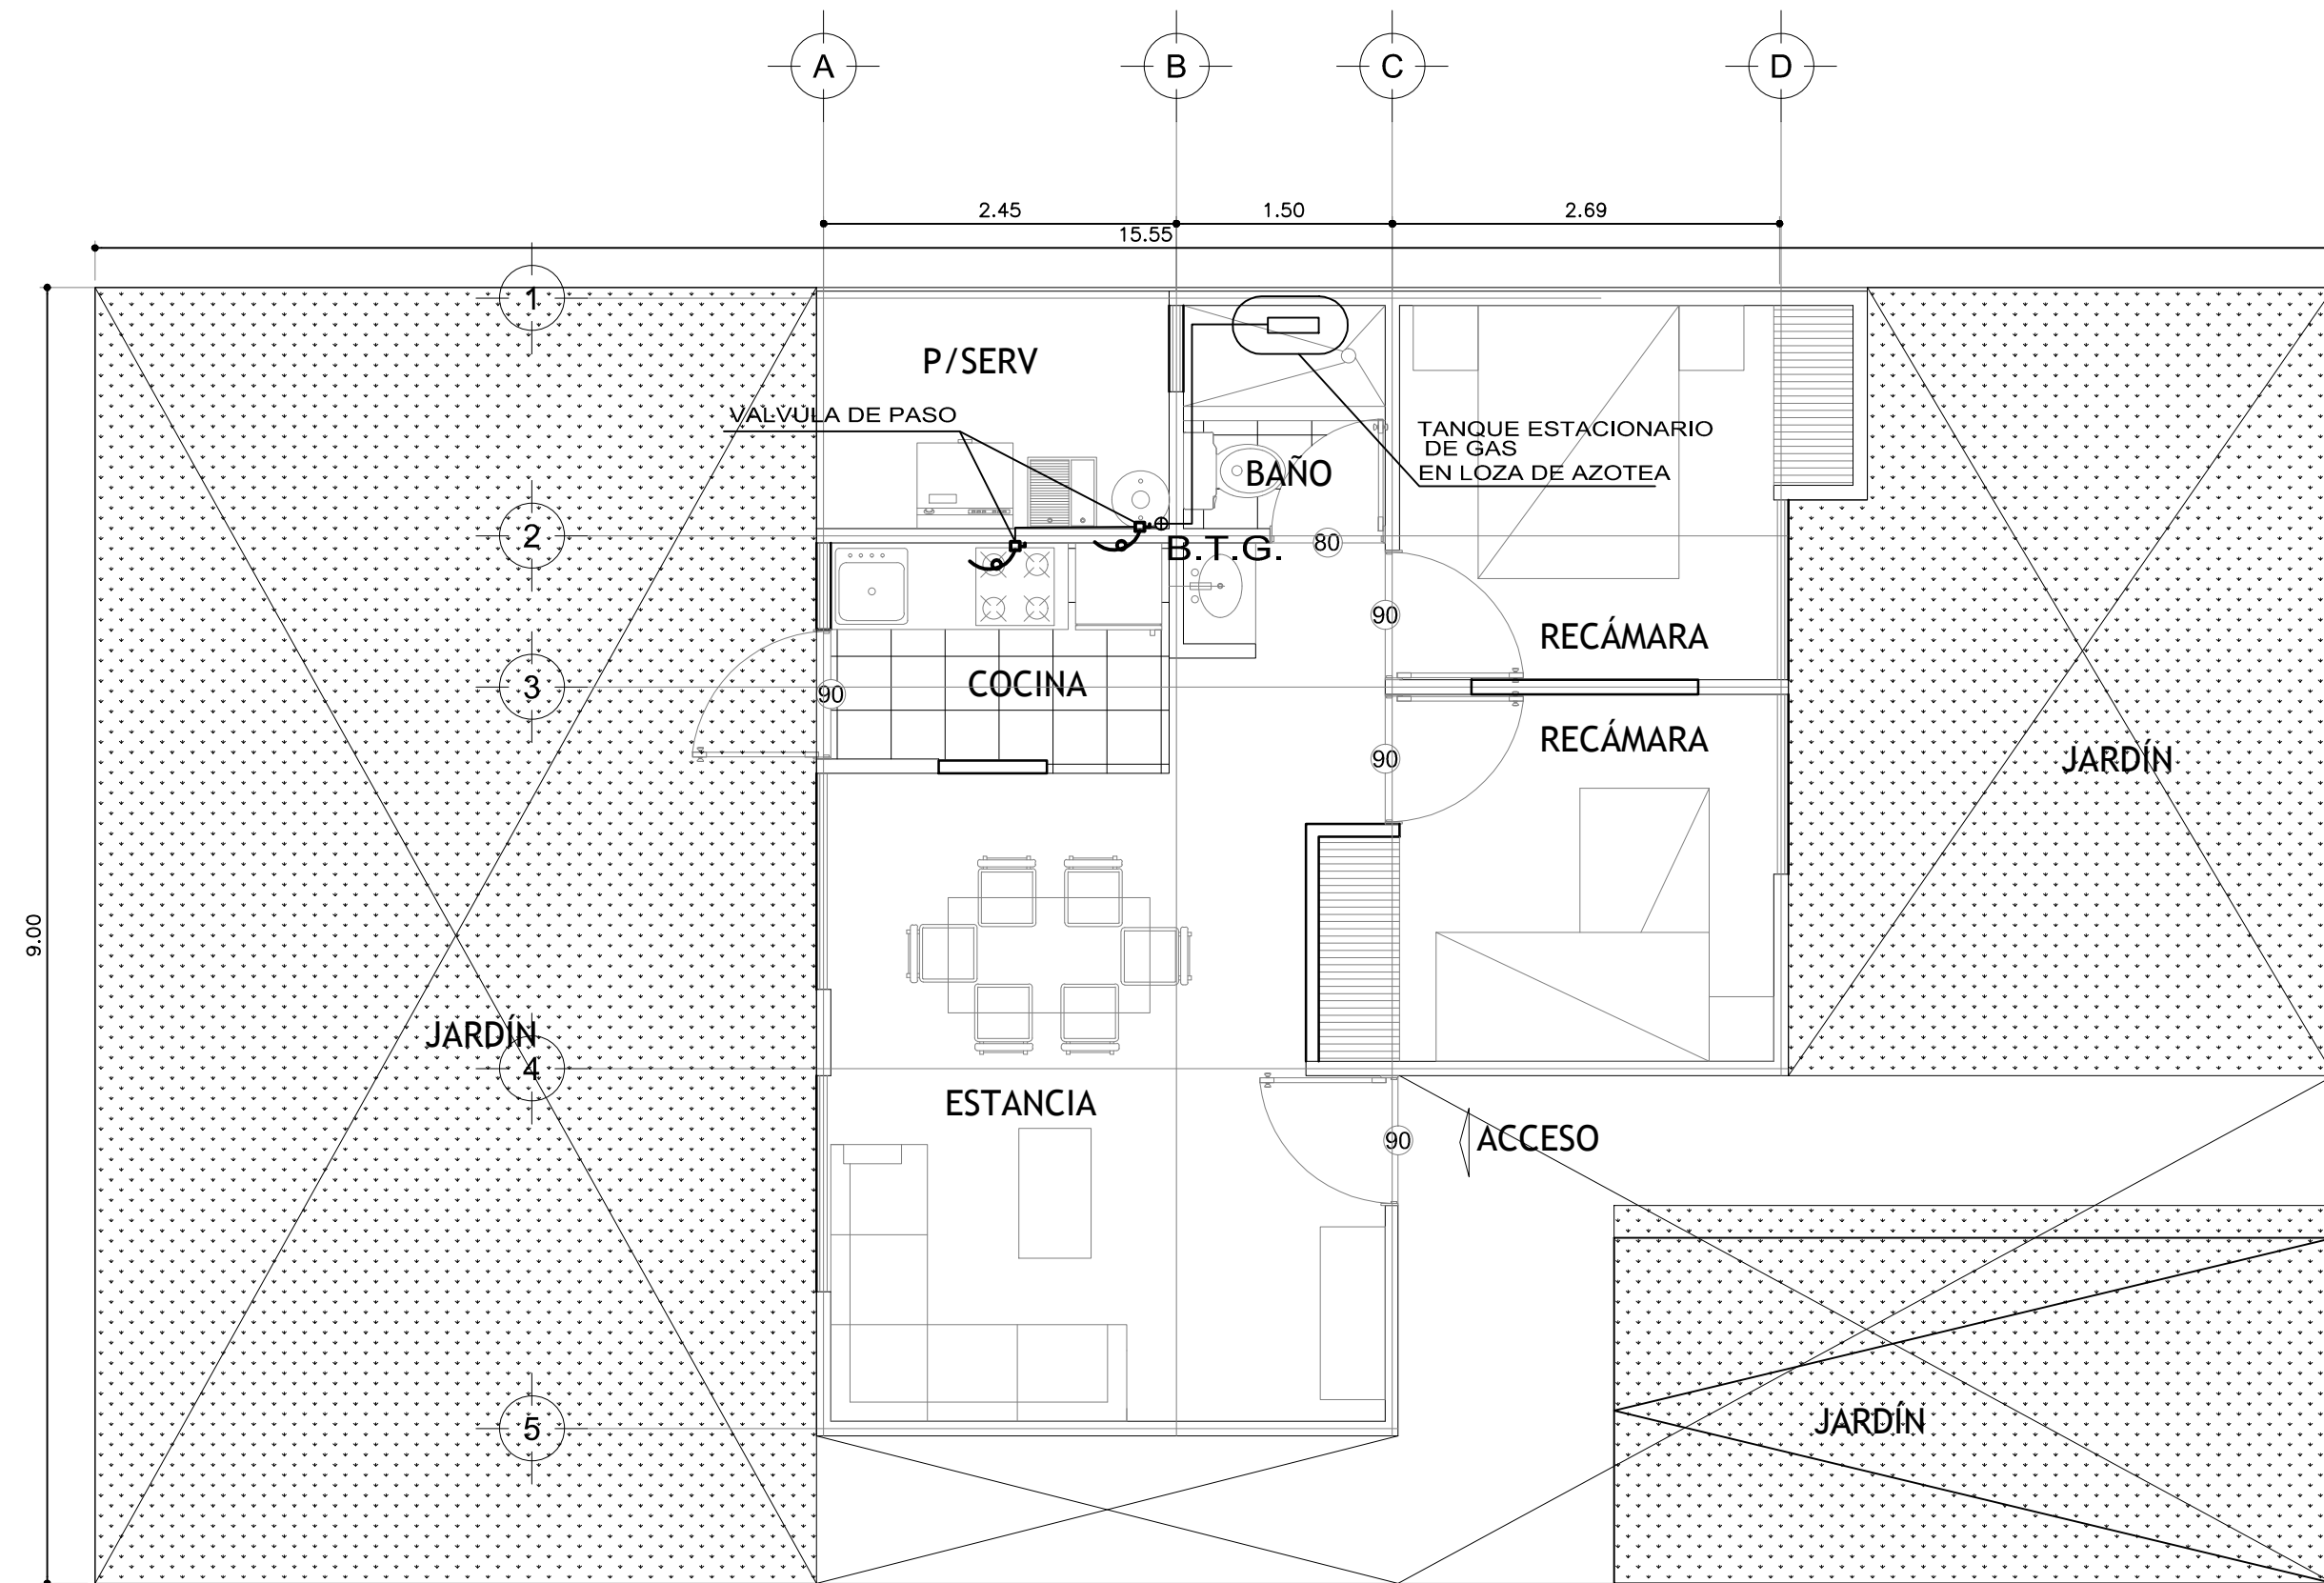 A B C D
2.45 1.50 2.69
15.55
1
P/SERV
VALVULA DE PASO
TANQUE ESTACIONARIO
DE GAS
EN LOZA DE AZOTEA
BAÑO
2
B.T.G.
80
90
RECÁMARA
3
COCINA
90
RECÁMARA
90
JARDÍN
9.00
JARDÍN
4
ESTANCIA
90
ACCESO
JARDÍN
5